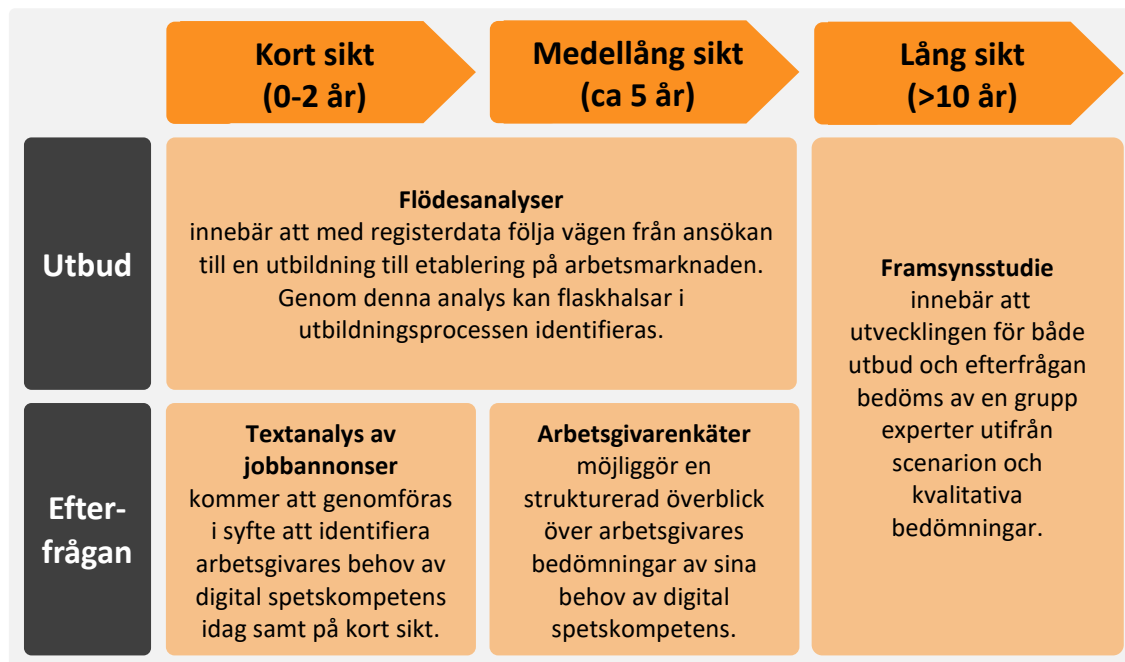 Kort sikt
(0-2 år)
Medellång sikt
(ca 5 år)
Lång sikt
(>10 år)
Utbud
Flödesanalyser
innebär att med registerdata följa vägen från ansökan
till en utbildning till etablering på arbetsmarknaden.
Genom denna analys kan flaskhalsar i
utbildningsprocessen identifieras.
Framsynsstudie
innebär att
utvecklingen för både
utbud och efterfrågan
bedöms av en grupp
experter utifrån
scenarion och
kvalitativa
bedömningar.
Efter-
frågan
Textanalys av
jobbannonser
kommer att genomföras
i syfte att identifiera
arbetsgivares behov av
digital spetskompetens
idag samt på kort sikt.
Arbetsgivarenkäter
möjliggör en
strukturerad överblick
över arbetsgivares
bedömningar av sina
behov av digital
spetskompetens.